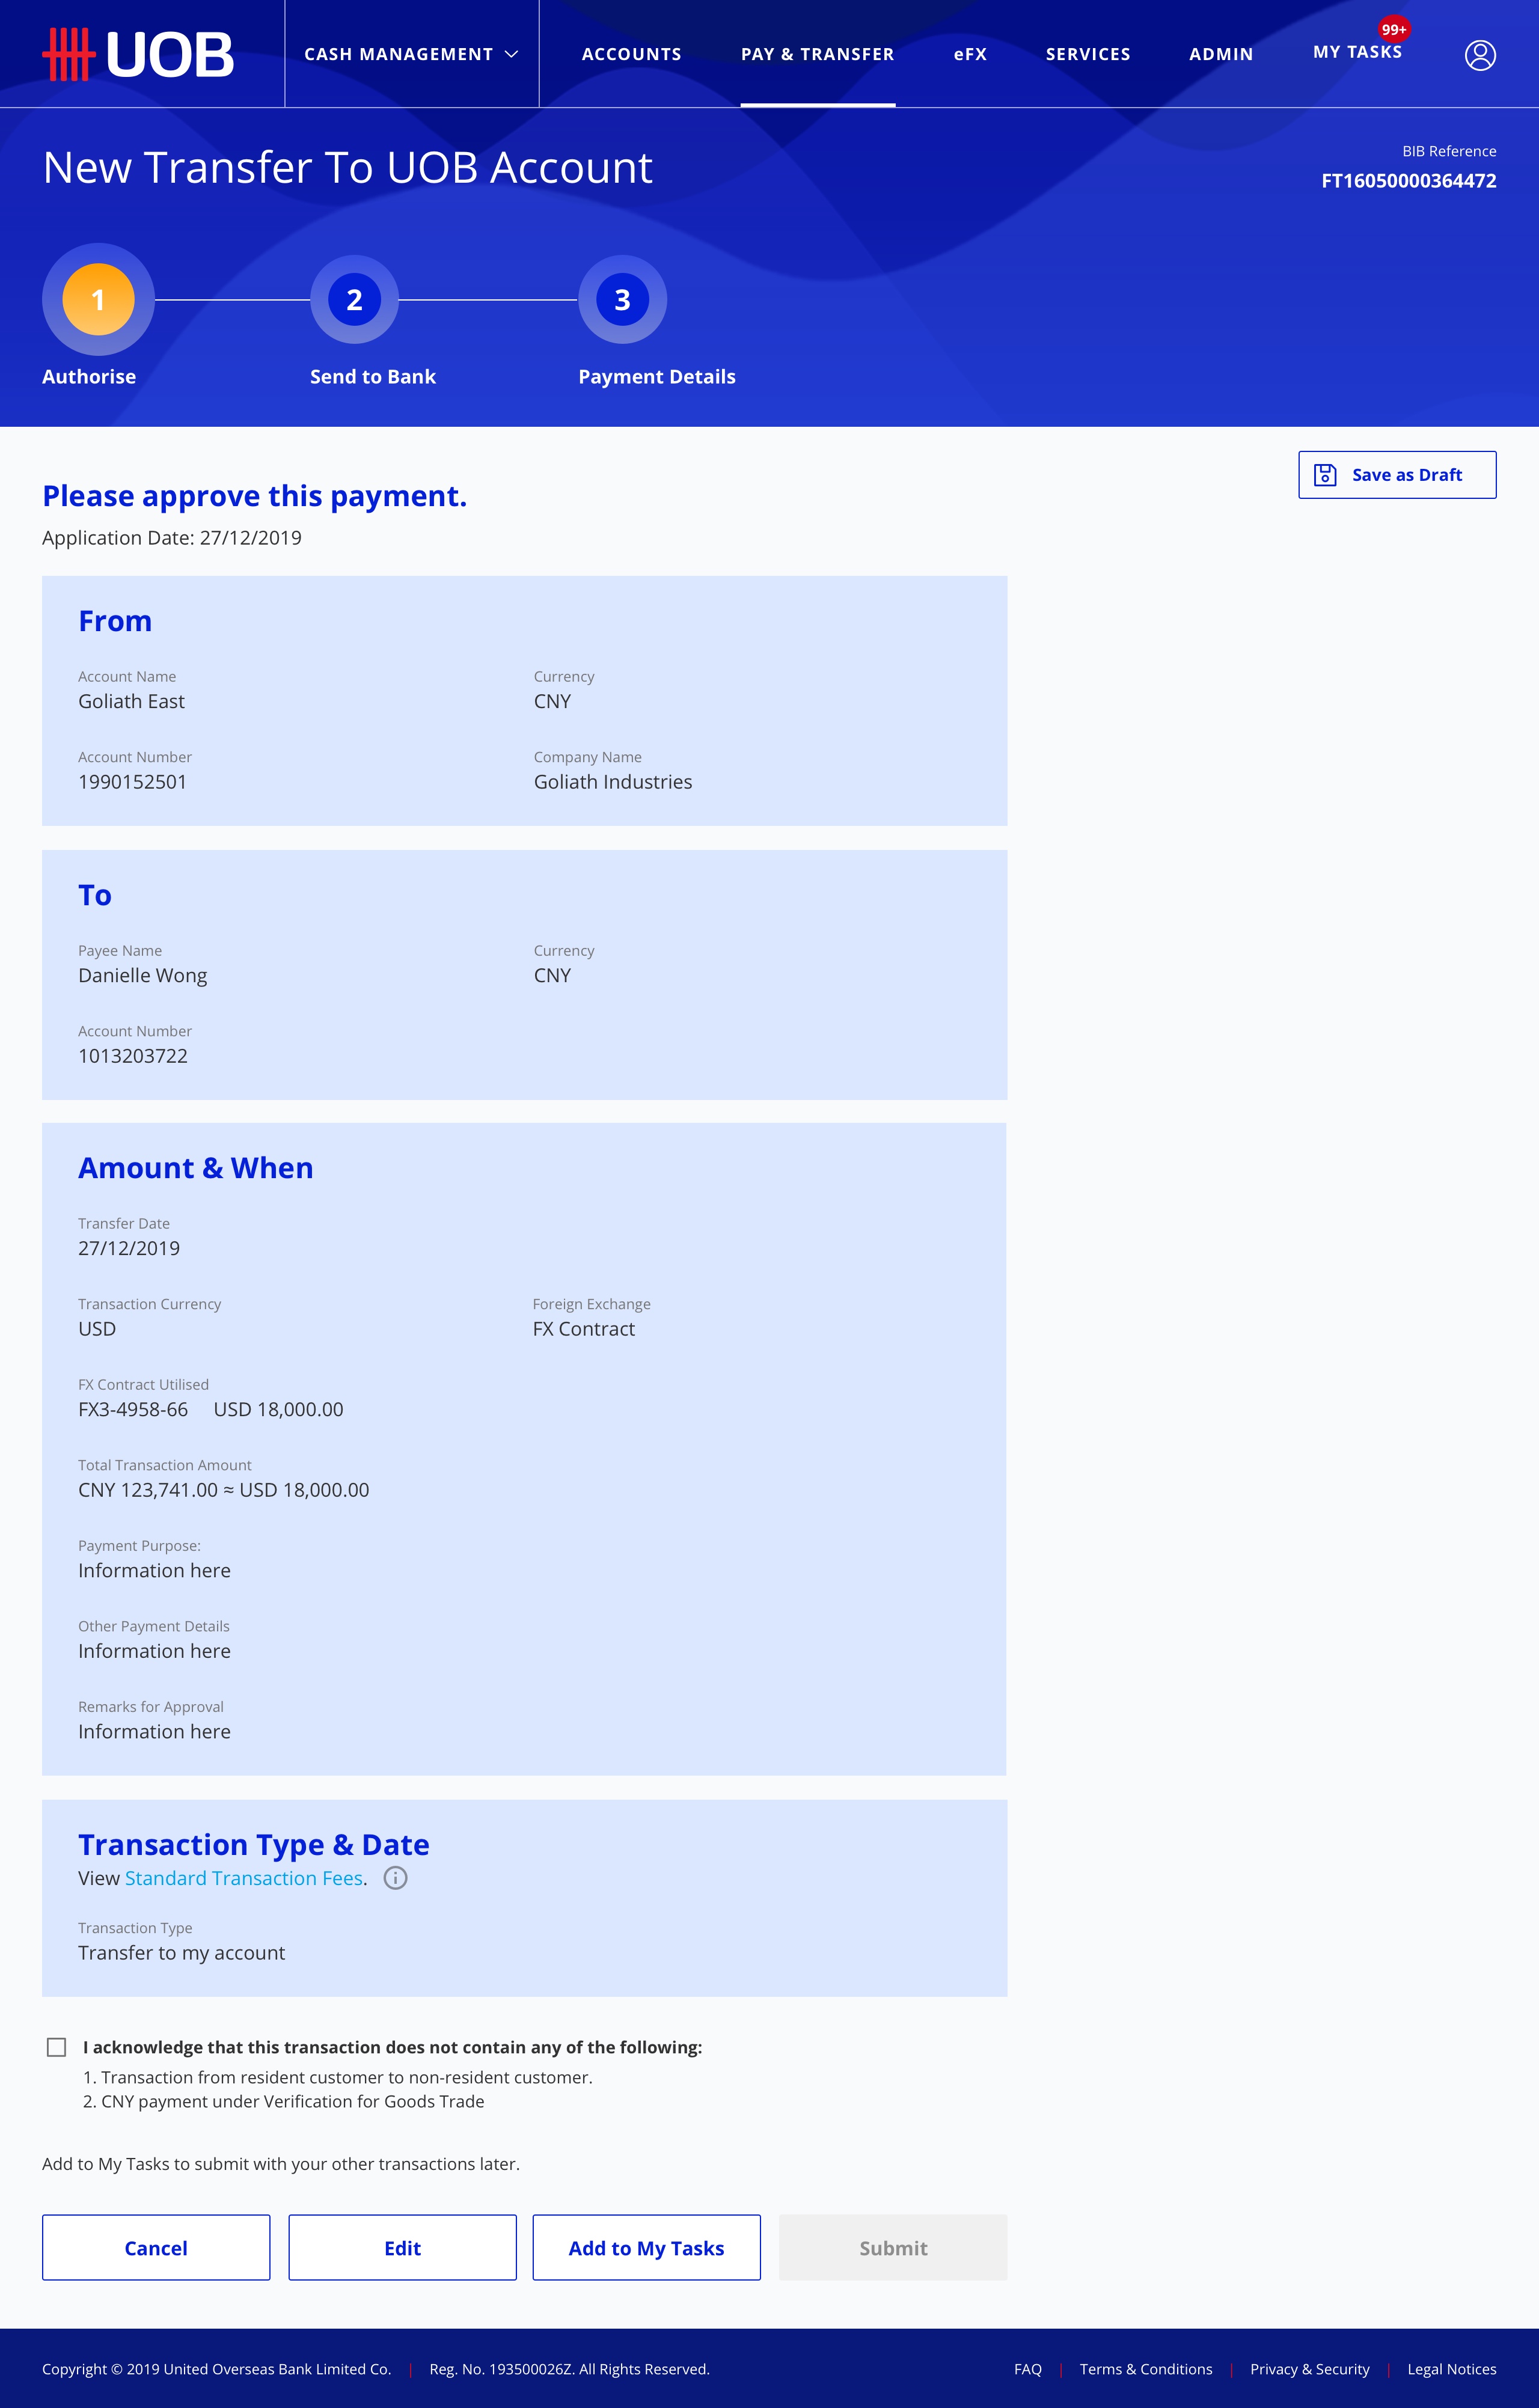 UOB
CASH MANAGEMENT
ACCOUNTS
PAY & TRANSFER
eFX
SERVICES
ADMIN
MY TASKS
99+
New Transfer To UOB Account
BIB Reference
FT16050000364472
1
2
3
Authorise
Send to Bank
Payment Details
Save as Draft
Please approve this payment.
Application Date: 27/12/2019
From
Account Name
Goliath East
Currency
CNY
Account Number
1990152501
Company Name
Goliath Industries
To
Payee Name
Danielle Wong
Currency
CNY
Account Number
1013203722
Amount & When
Transfer Date
27/12/2019
Transaction Currency
USD
Foreign Exchange
FX Contract
FX Contract Utilised
FX3-4958-66 USD 18,000.00
Total Transaction Amount
CNY 123,741.00 ≈ USD 18,000.00
Payment Purpose:
Information here
Other Payment Details
Information here
Remarks for Approval
Information here
Transaction Type & Date
View Standard Transaction Fees.
Transaction Type
Transfer to my account
I acknowledge that this transaction does not contain any of the following:
1. Transaction from resident customer to non-resident customer.
2. CNY payment under Verification for Goods Trade
Add to My Tasks to submit with your other transactions later.
Cancel
Edit
Add to My Tasks
Submit
Copyright © 2019 United Overseas Bank Limited Co. | Reg. No. 193500026Z. All Rights Reserved.
FAQ | Terms & Conditions | Privacy & Security | Legal Notices